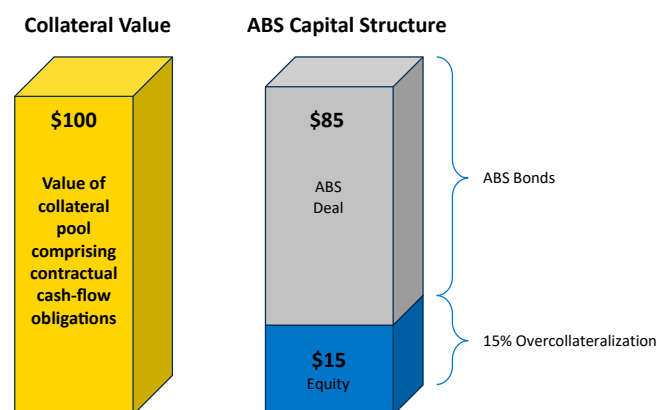 Collateral Value
ABS Capital Structure
$100
Value of
collateral
pool
comprising
contractual
cash-flow
obligations
$85
ABS
Deal
ABS Bonds
$15
Equity
15% Overcollateralization